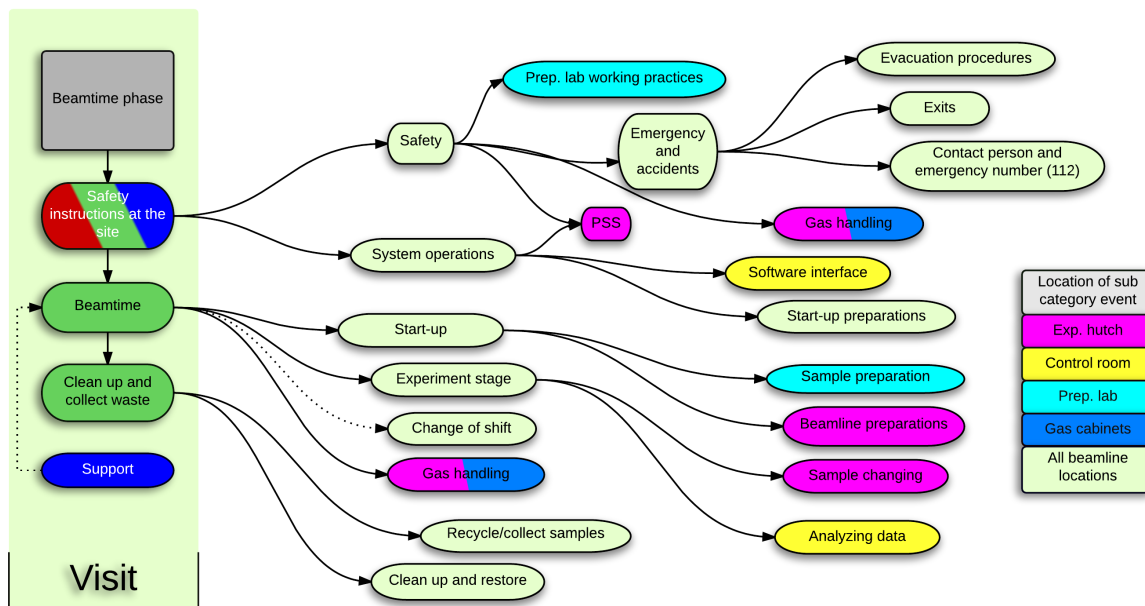 Beamtime phase
Safety
instructions at the
site
Beamtime
Clean up and
collect waste
Support
Visit
Safety
System operations
Start-up
Experiment stage
Change of shift
Gas handling
Recycle/collect samples
Clean up and restore
Prep. lab working practices
Emergency
and
accidents
PSS
Gas handling
Software interface
Start-up preparations
Sample preparation
Beamline preparations
Sample changing
Analyzing data
Evacuation procedures
Exits
Contact person and
emergency number (112)
Location of sub
category event
Exp. hutch
Control room
Prep. lab
Gas cabinets
All beamline
locations